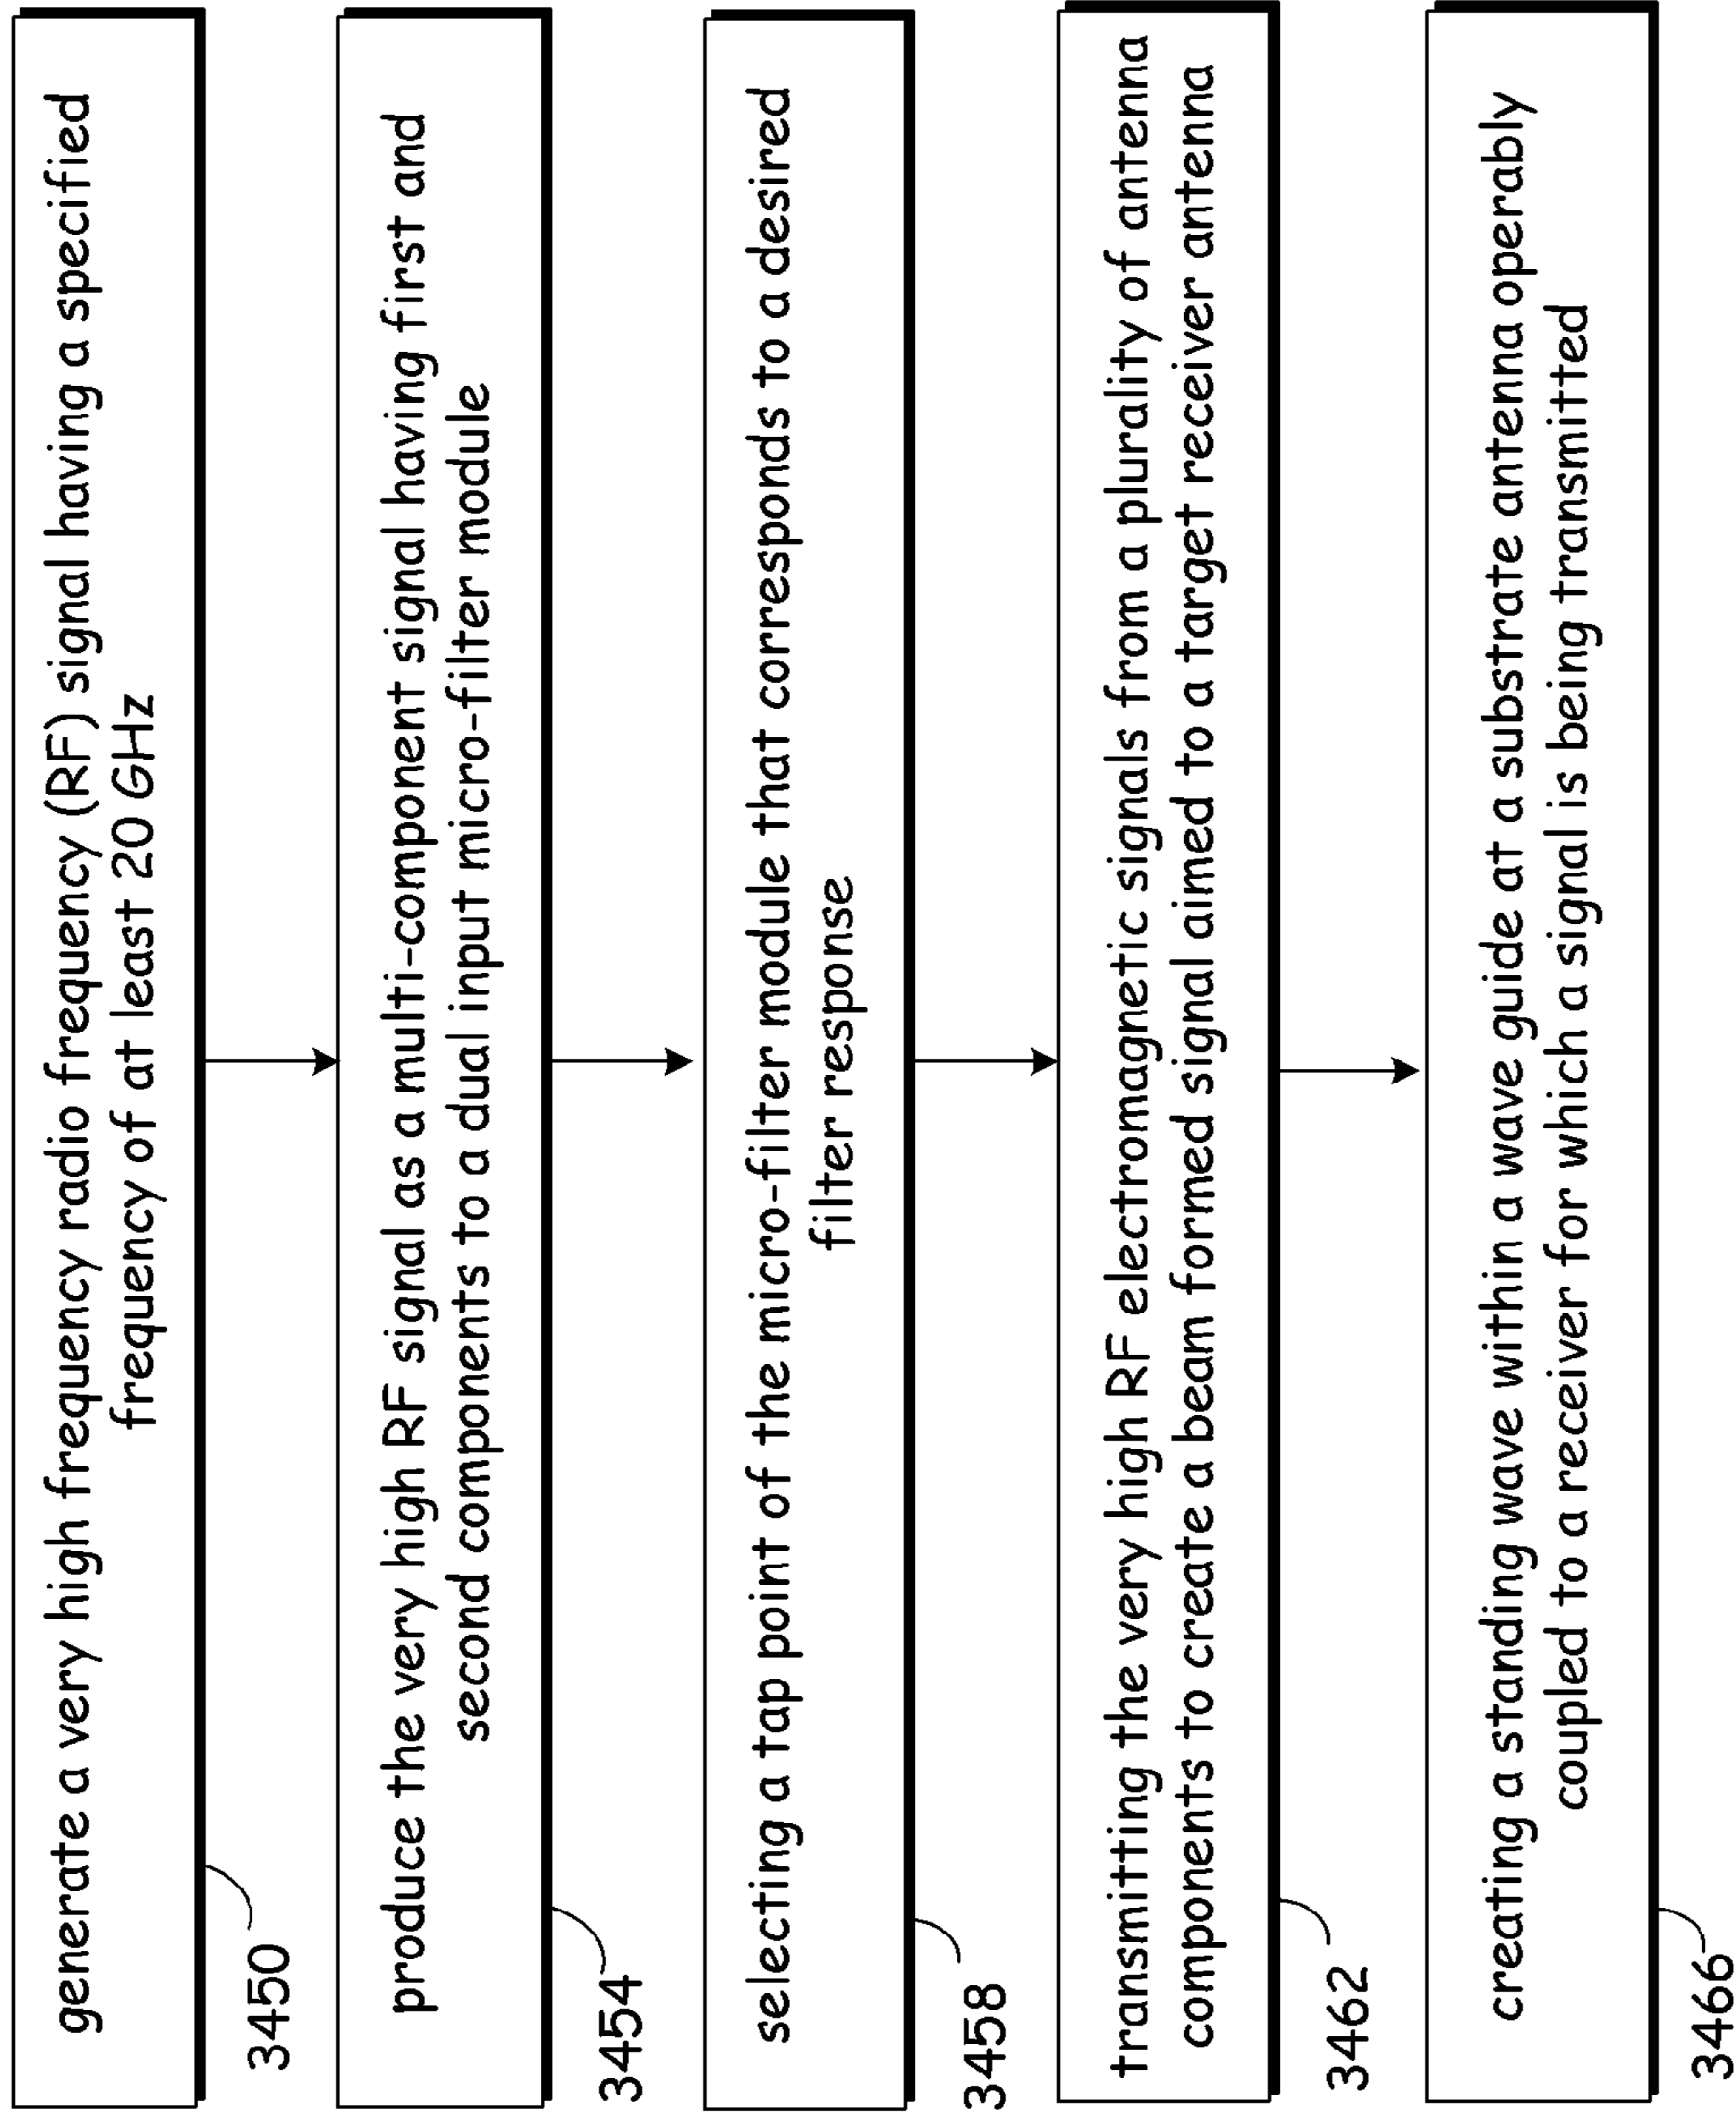 generate a very high frequency radio frequency (RF) signal having a specified
frequency of at least 20 GHz
3450
produce the very high RF signal as a multi-component signal having first and
second components to a dual input micro-filter module
3454
selecting a tap point of the micro-filter module that corresponds to a desired
filter response
3458
transmitting the very high RF electromagnetic signals from a plurality of antenna
components to create a beam formed signal aimed to a target receiver antenna
3462
creating a standing wave within a wave guide at a substrate antenna operably
coupled to a receiver for which a signal is being transmitted
3466